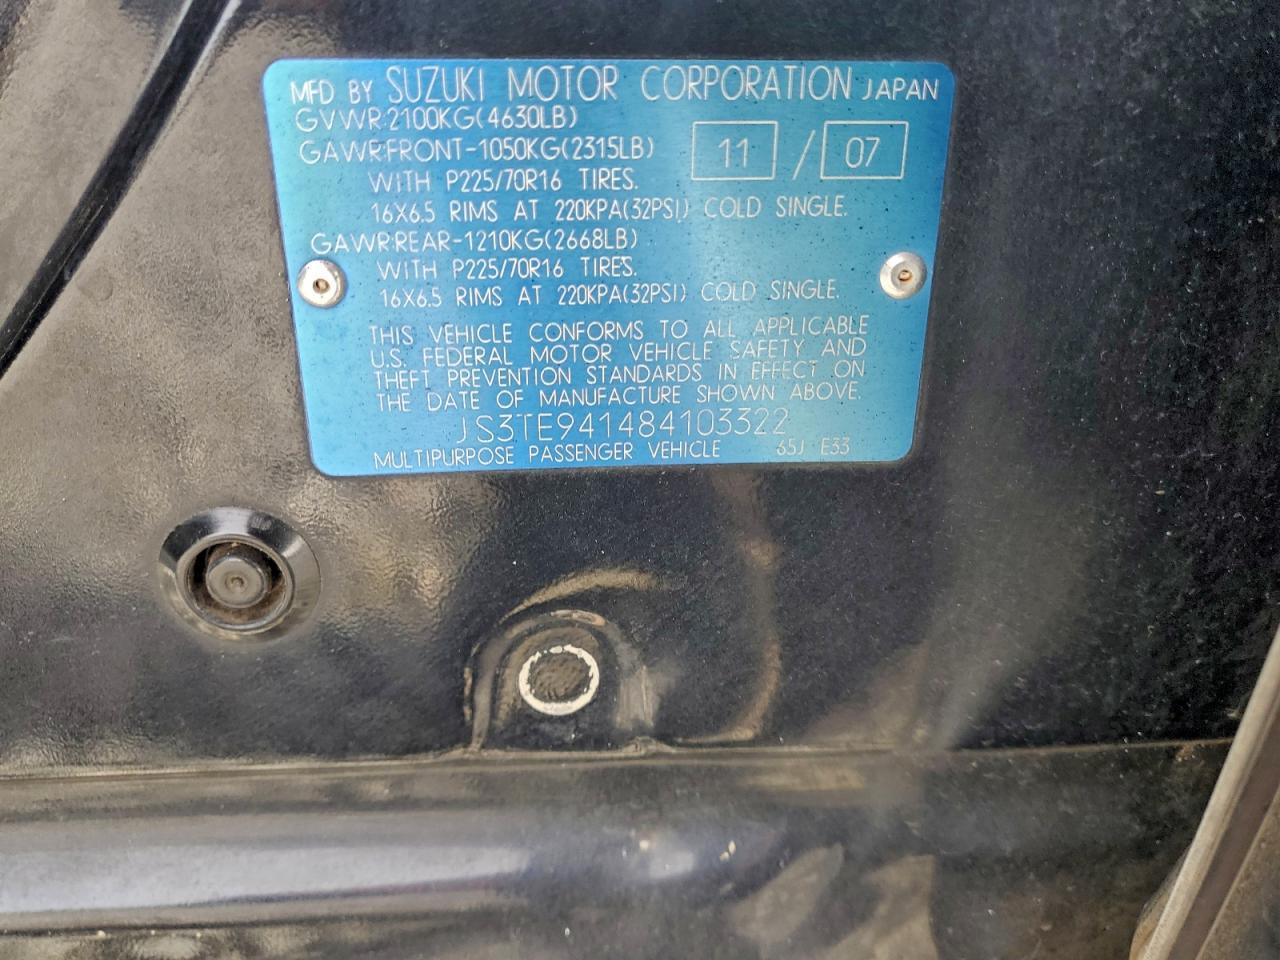 MFD BY SUZUKI MOTOR CORPORATION JAPAN
GVWR:2100KG(4630LB)
GAWR:FRONT-1050KG(2315LB) 11 / 07
WITH P225/70R16 TIRES.
16X6.5 RIMS AT 220KPA(32PSI) COLD SINGLE.
GAWR:REAR-1210KG(2668LB)
WITH P225/70R16 TIRES.
16X6.5 RIMS AT 220KPA(32PSI) COLD SINGLE.
THIS VEHICLE CONFORMS TO ALL APPLICABLE
U.S. FEDERAL MOTOR VEHICLE SAFETY AND
THEFT PREVENTION STANDARDS IN EFFECT ON
THE DATE OF MANUFACTURE SHOWN ABOVE.
JS3TE941484103322
MULTIPURPOSE PASSENGER VEHICLE 65J E33